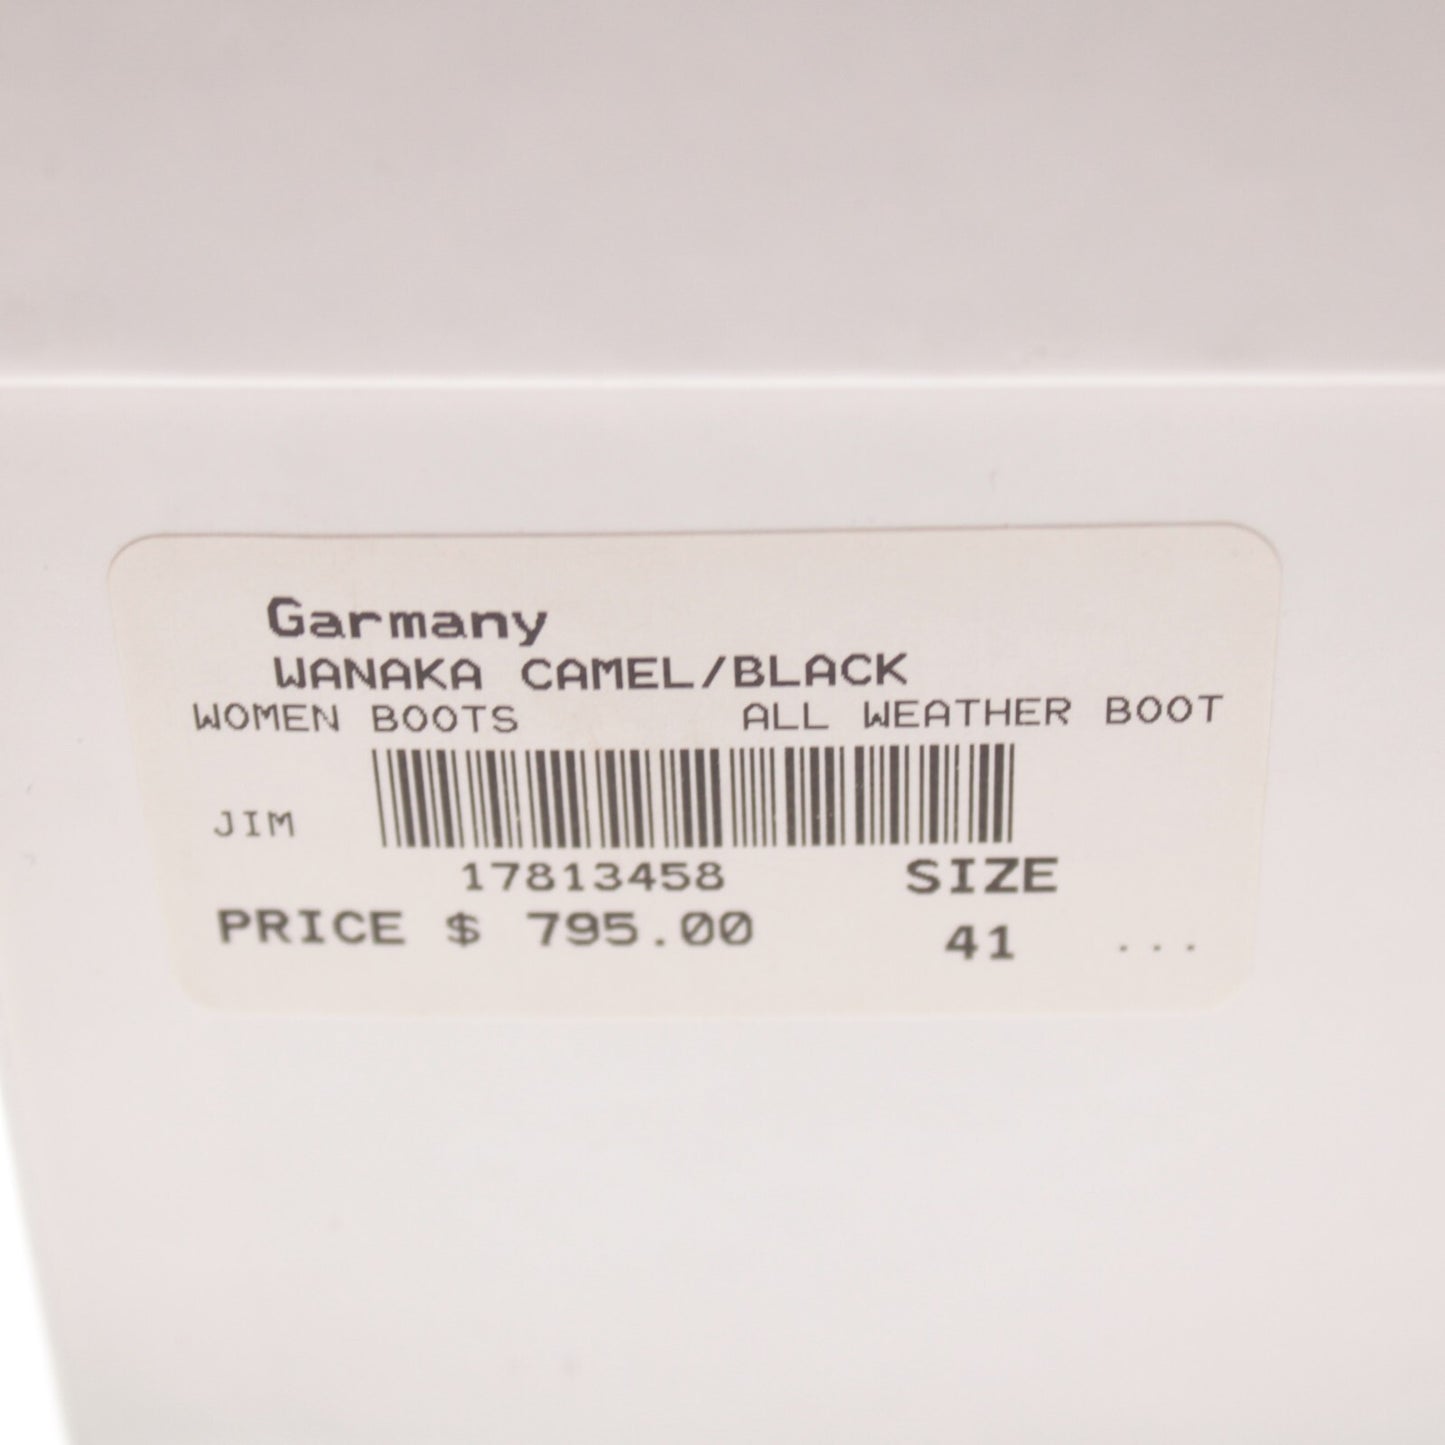 Garmany
WANAKA CAMEL/BLACK
WOMEN BOOTS ALL WEATHER BOOT
JIM
17813458 SIZE
PRICE $ 795.00 41 ...